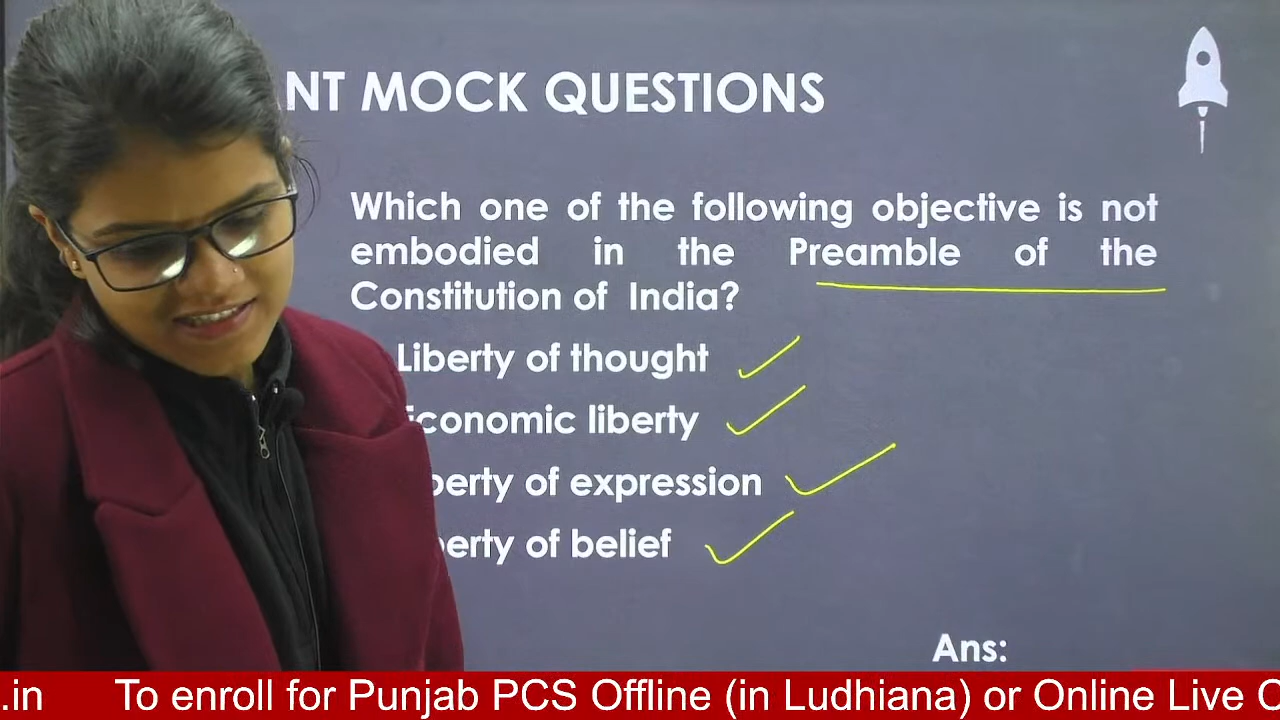 NT MOCK QUESTIONS
Which one of the following objective is not
embodied in the Preamble of the
Constitution of India?
Liberty of thought
Economic liberty
berty of expression
erty of belief
Ans:
.in To enroll for Punjab PCS Offline (in Ludhiana) or Online Live C